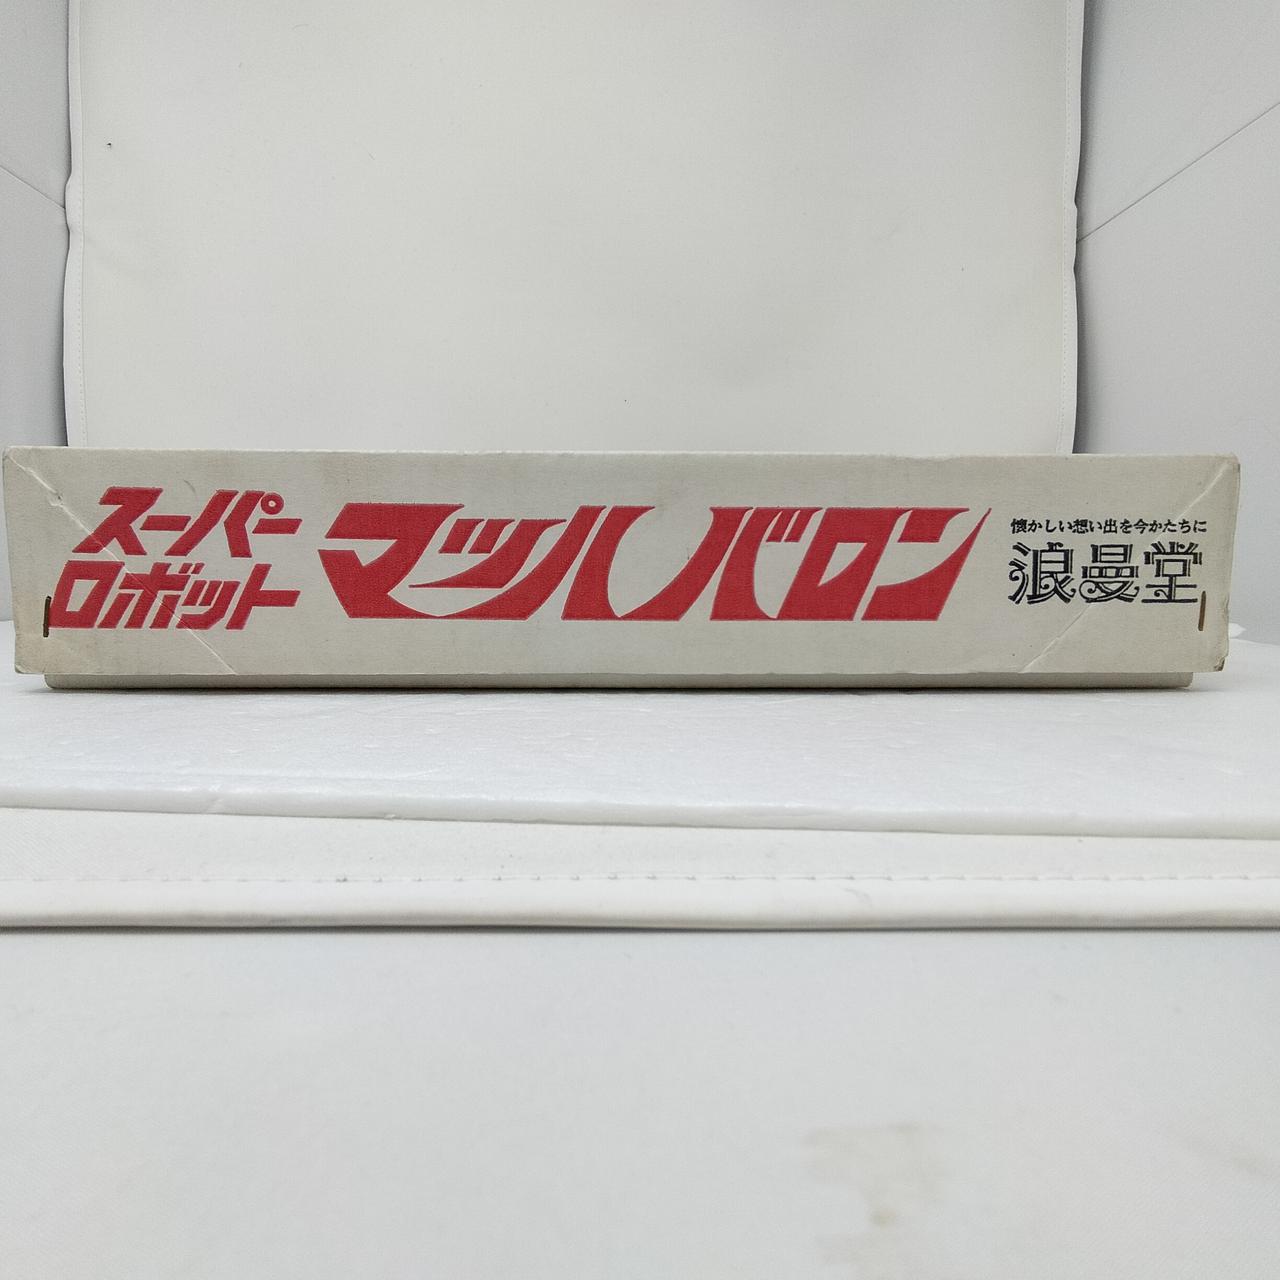 スーパー
ロボット
マッハバロン
懐かしい想い出を今かたちに
浪曼堂